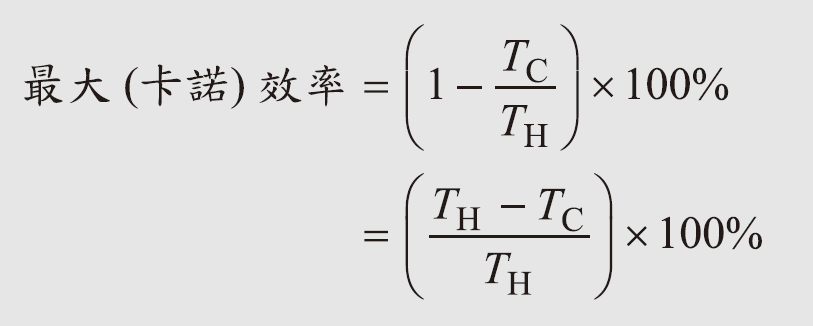 最大 (卡諾) 效率 = (1 − T_C / T_H) × 100%
= ((T_H − T_C) / T_H) × 100%